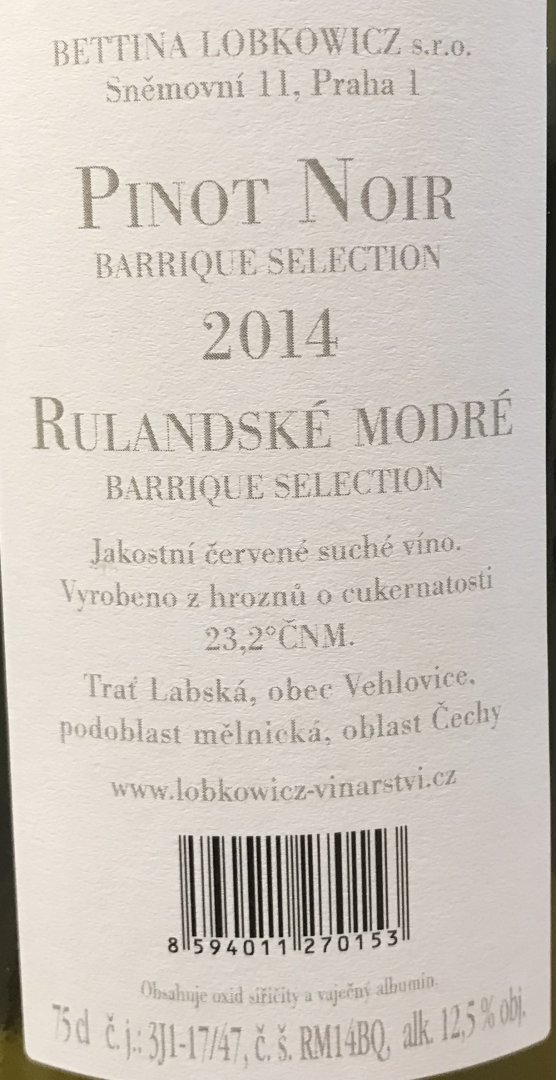 BETTINA LOBKOWICZ s.r.o.
Sněmovní 11, Praha 1
PINOT NOIR
BARRIQUE SELECTION
2014
RULANDSKÉ MODRÉ
BARRIQUE SELECTION
Jakostní červené suché víno.
Vyrobeno z hroznů o cukernatosti
23,2°ČNM.
Trať Labská, obec Vehlovice,
podoblast mělnická, oblast Čechy
www.lobkowicz-vinarstvi.cz
8 594011 270153
Obsahuje oxid siřičitý a vaječný albumin.
75 d č. j.: 3J1-17/47, č. š. RM14BQ, alk. 12,5 % obj.